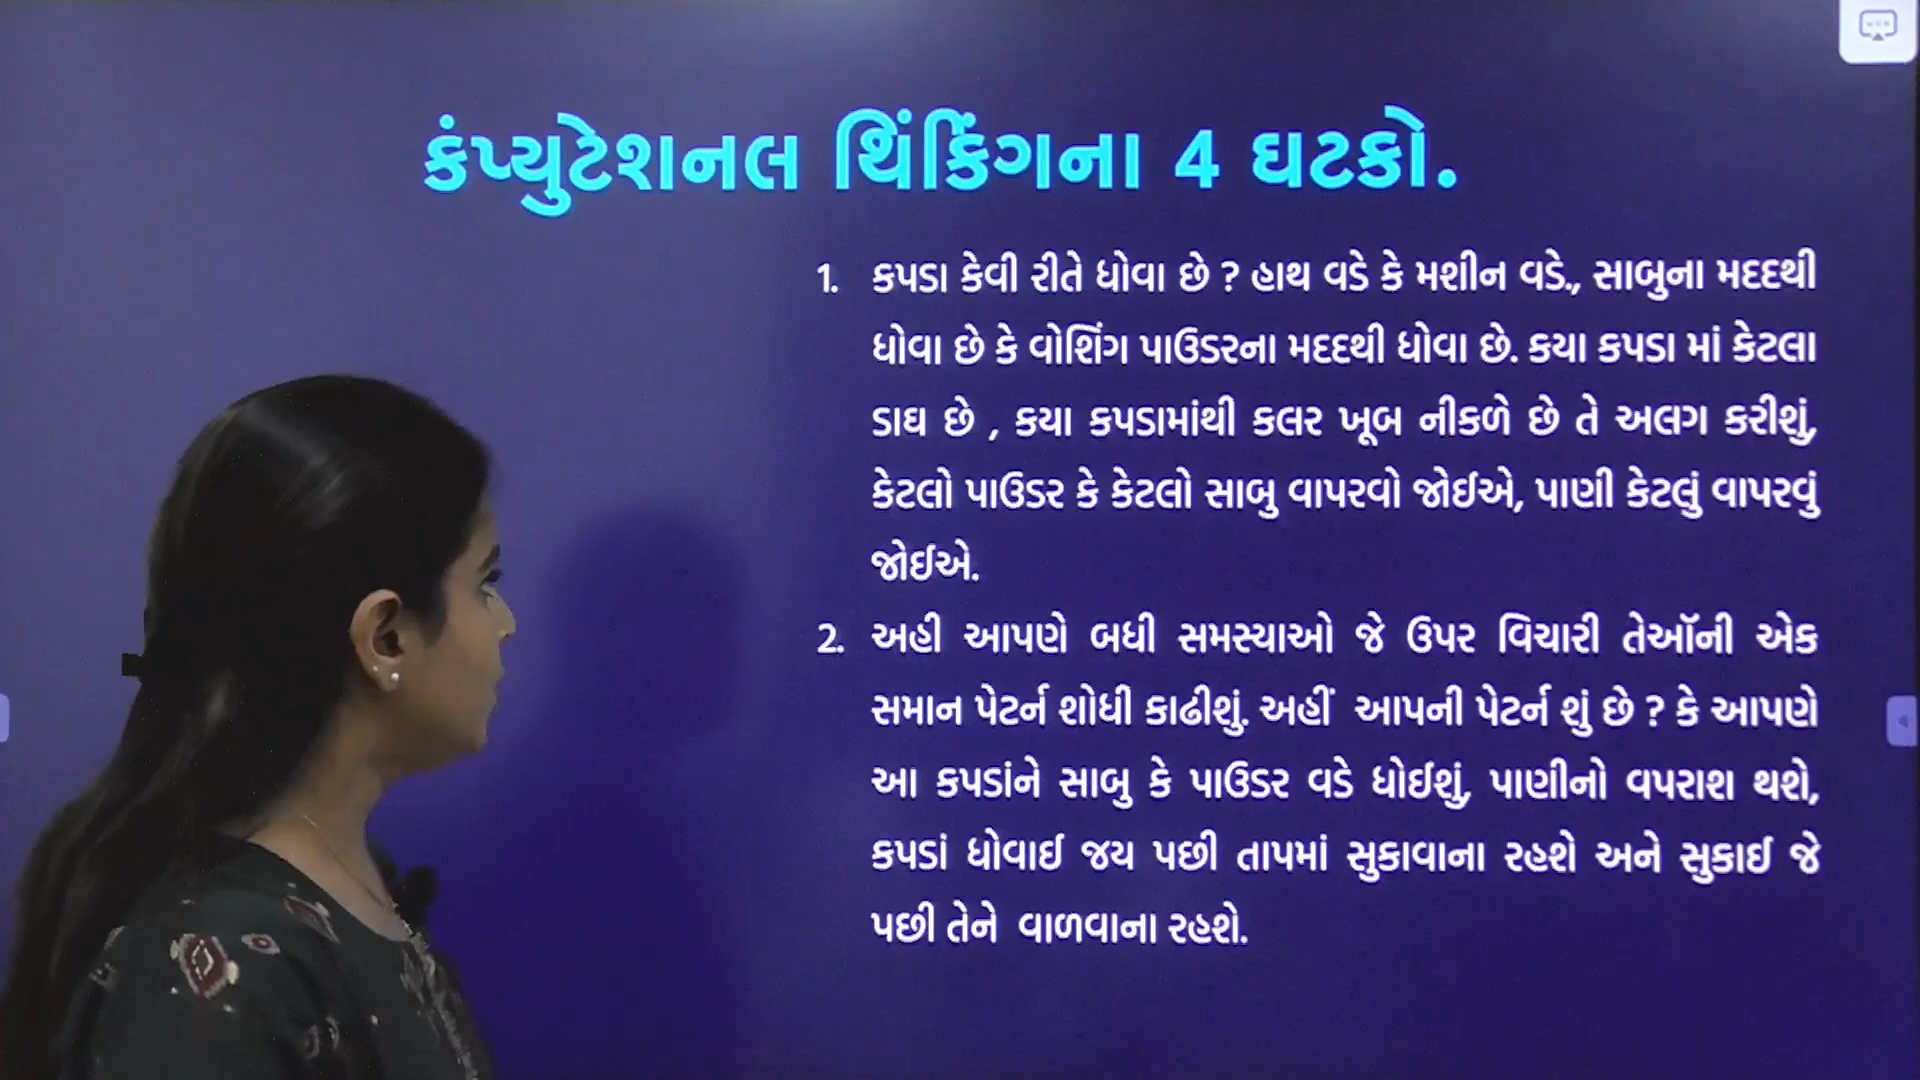 કંપ્યુટેશનલ થિંકિંગના 4 ઘટકો.
1. કપડા કેવી રીતે ધોવા છે ? હાથ વડે કે મશીન વડે., સાબુના મદદથી
ધોવા છે કે વોશિંગ પાઉડરના મદદથી ધોવા છે. કયા કપડા માં કેટલા
ડાઘ છે , કયા કપડામાંથી કલર ખૂબ નીકળે છે તે અલગ કરીશું,
કેટલો પાઉડર કે કેટલો સાબુ વાપરવો જોઈએ, પાણી કેટલું વાપરવું
જોઈએ.
2. અહી આપણે બધી સમસ્યાઓ જે ઉપર વિચારી તેઑની એક
સમાન પેટર્ન શોધી કાઢીશું. અહીં આપની પેટર્ન શું છે ? કે આપણે
આ કપડાંને સાબુ કે પાઉડર વડે ધોઈશું, પાણીનો વપરાશ થશે,
કપડાં ધોવાઈ જય પછી તાપમાં સુકાવાના રહશે અને સુકાઈ જે
પછી તેને વાળવાના રહશે.